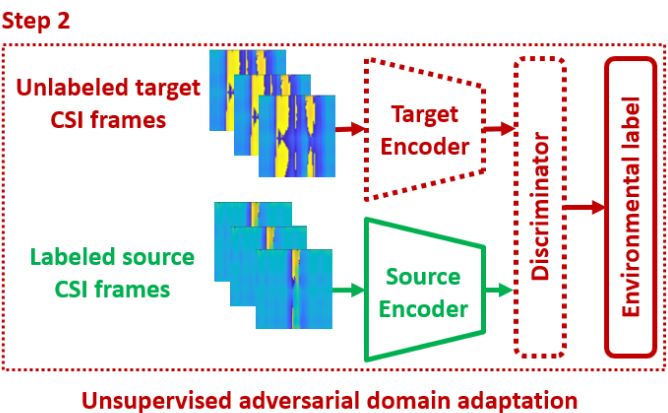 Step 2
Unlabeled target
CSI frames
Target
Encoder
Labeled source
CSI frames
Source
Encoder
Discriminator
Environmental label
Unsupervised adversarial domain adaptation